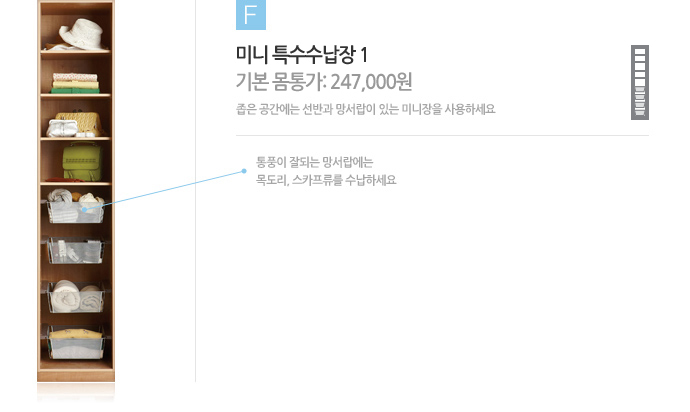 F
미니 특수수납장 1
기본 몸통가: 247,000원
좁은 공간에는 선반과 망서랍이 있는 미니장을 사용하세요
통풍이 잘되는 망서랍에는
목도리, 스카프류를 수납하세요